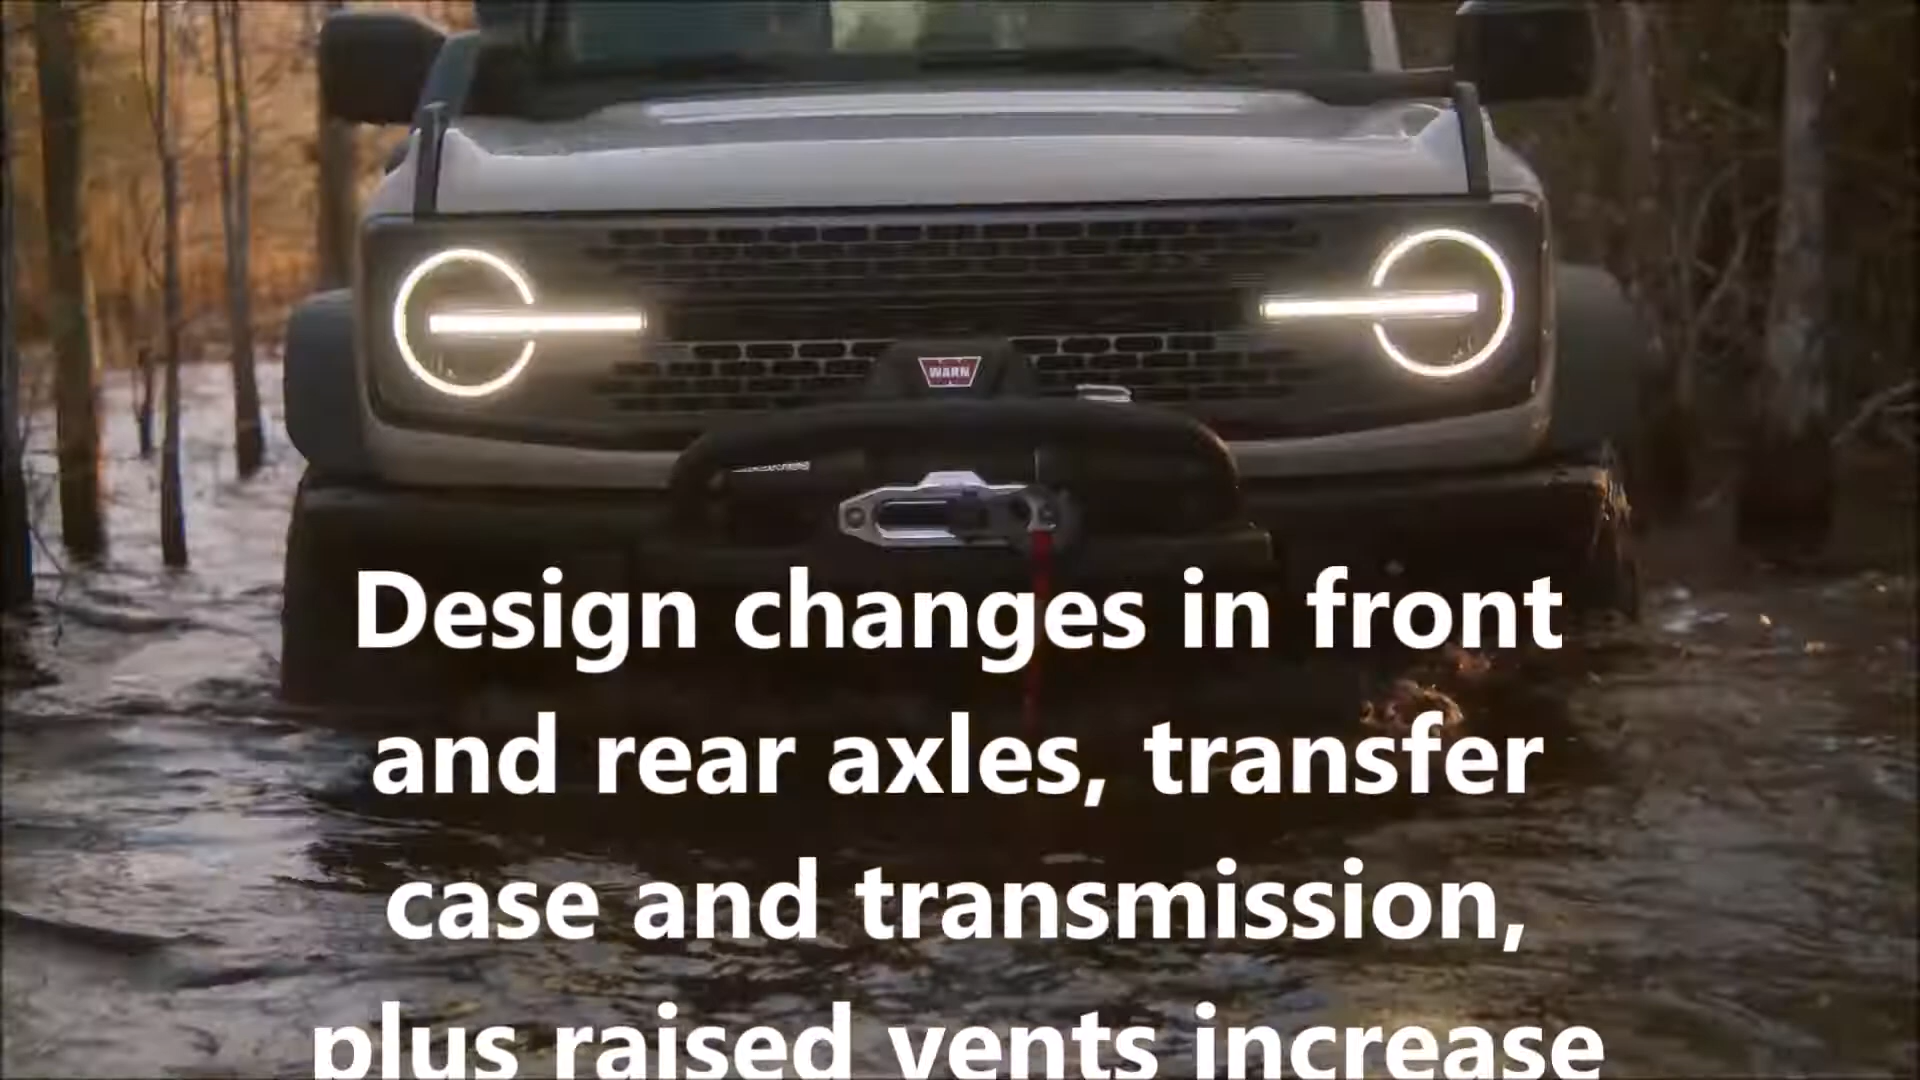 WARN
Design changes in front
and rear axles, transfer
case and transmission,
plus raised vents increase